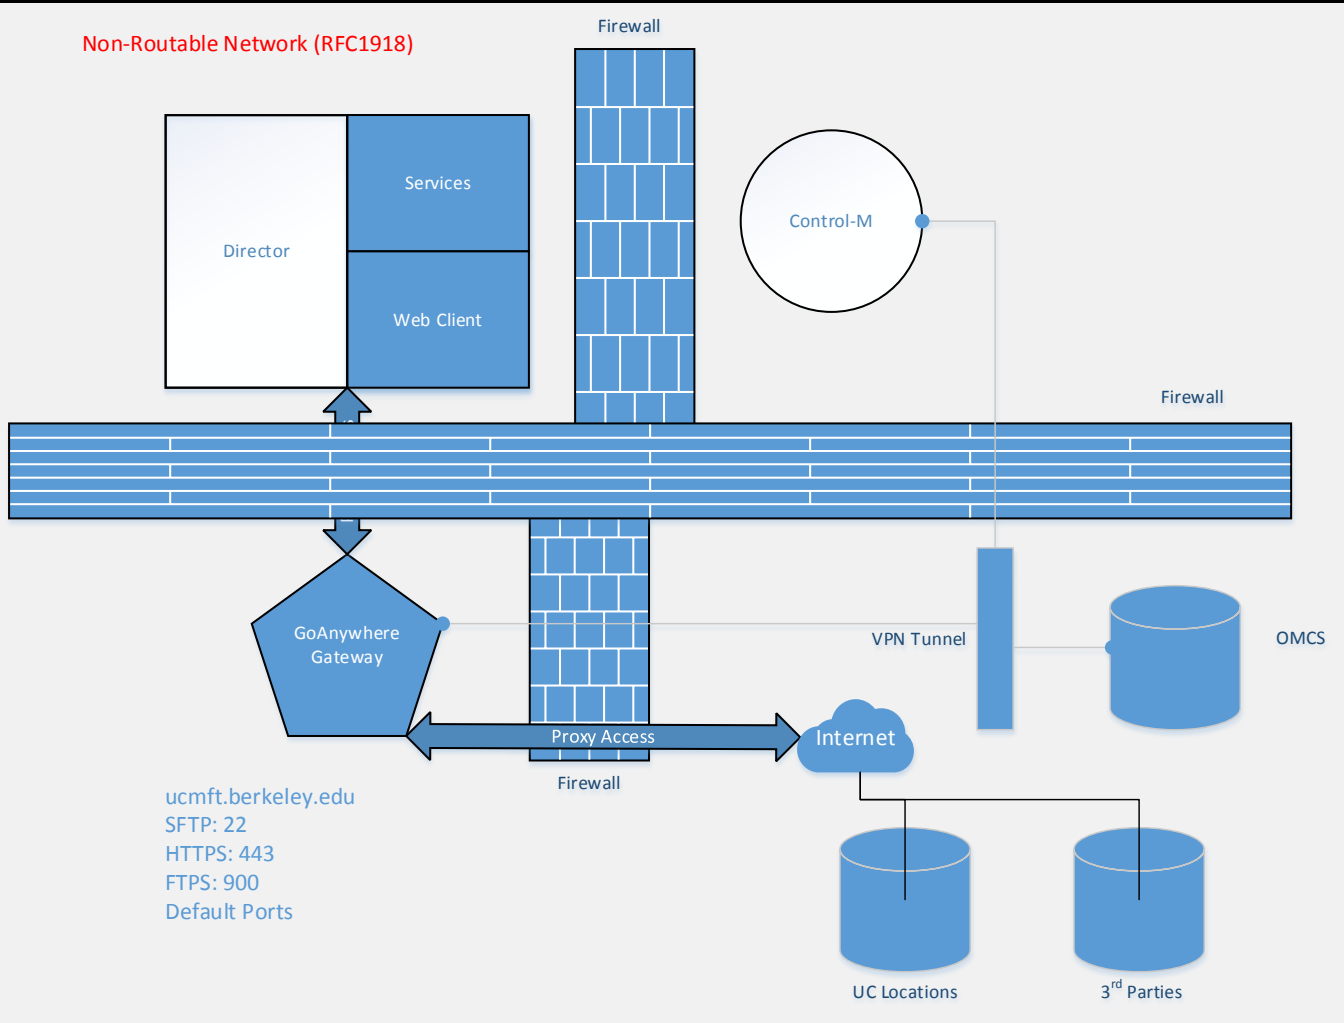 Firewall
Non-Routable Network (RFC1918)
Services
Director
Control-M
Web Client
Firewall
GoAnywhere
Gateway
VPN Tunnel
OMCS
Proxy Access
Internet
Firewall
ucmft.berkeley.edu
SFTP: 22
HTTPS: 443
FTPS: 900
Default Ports
UC Locations
3rd Parties